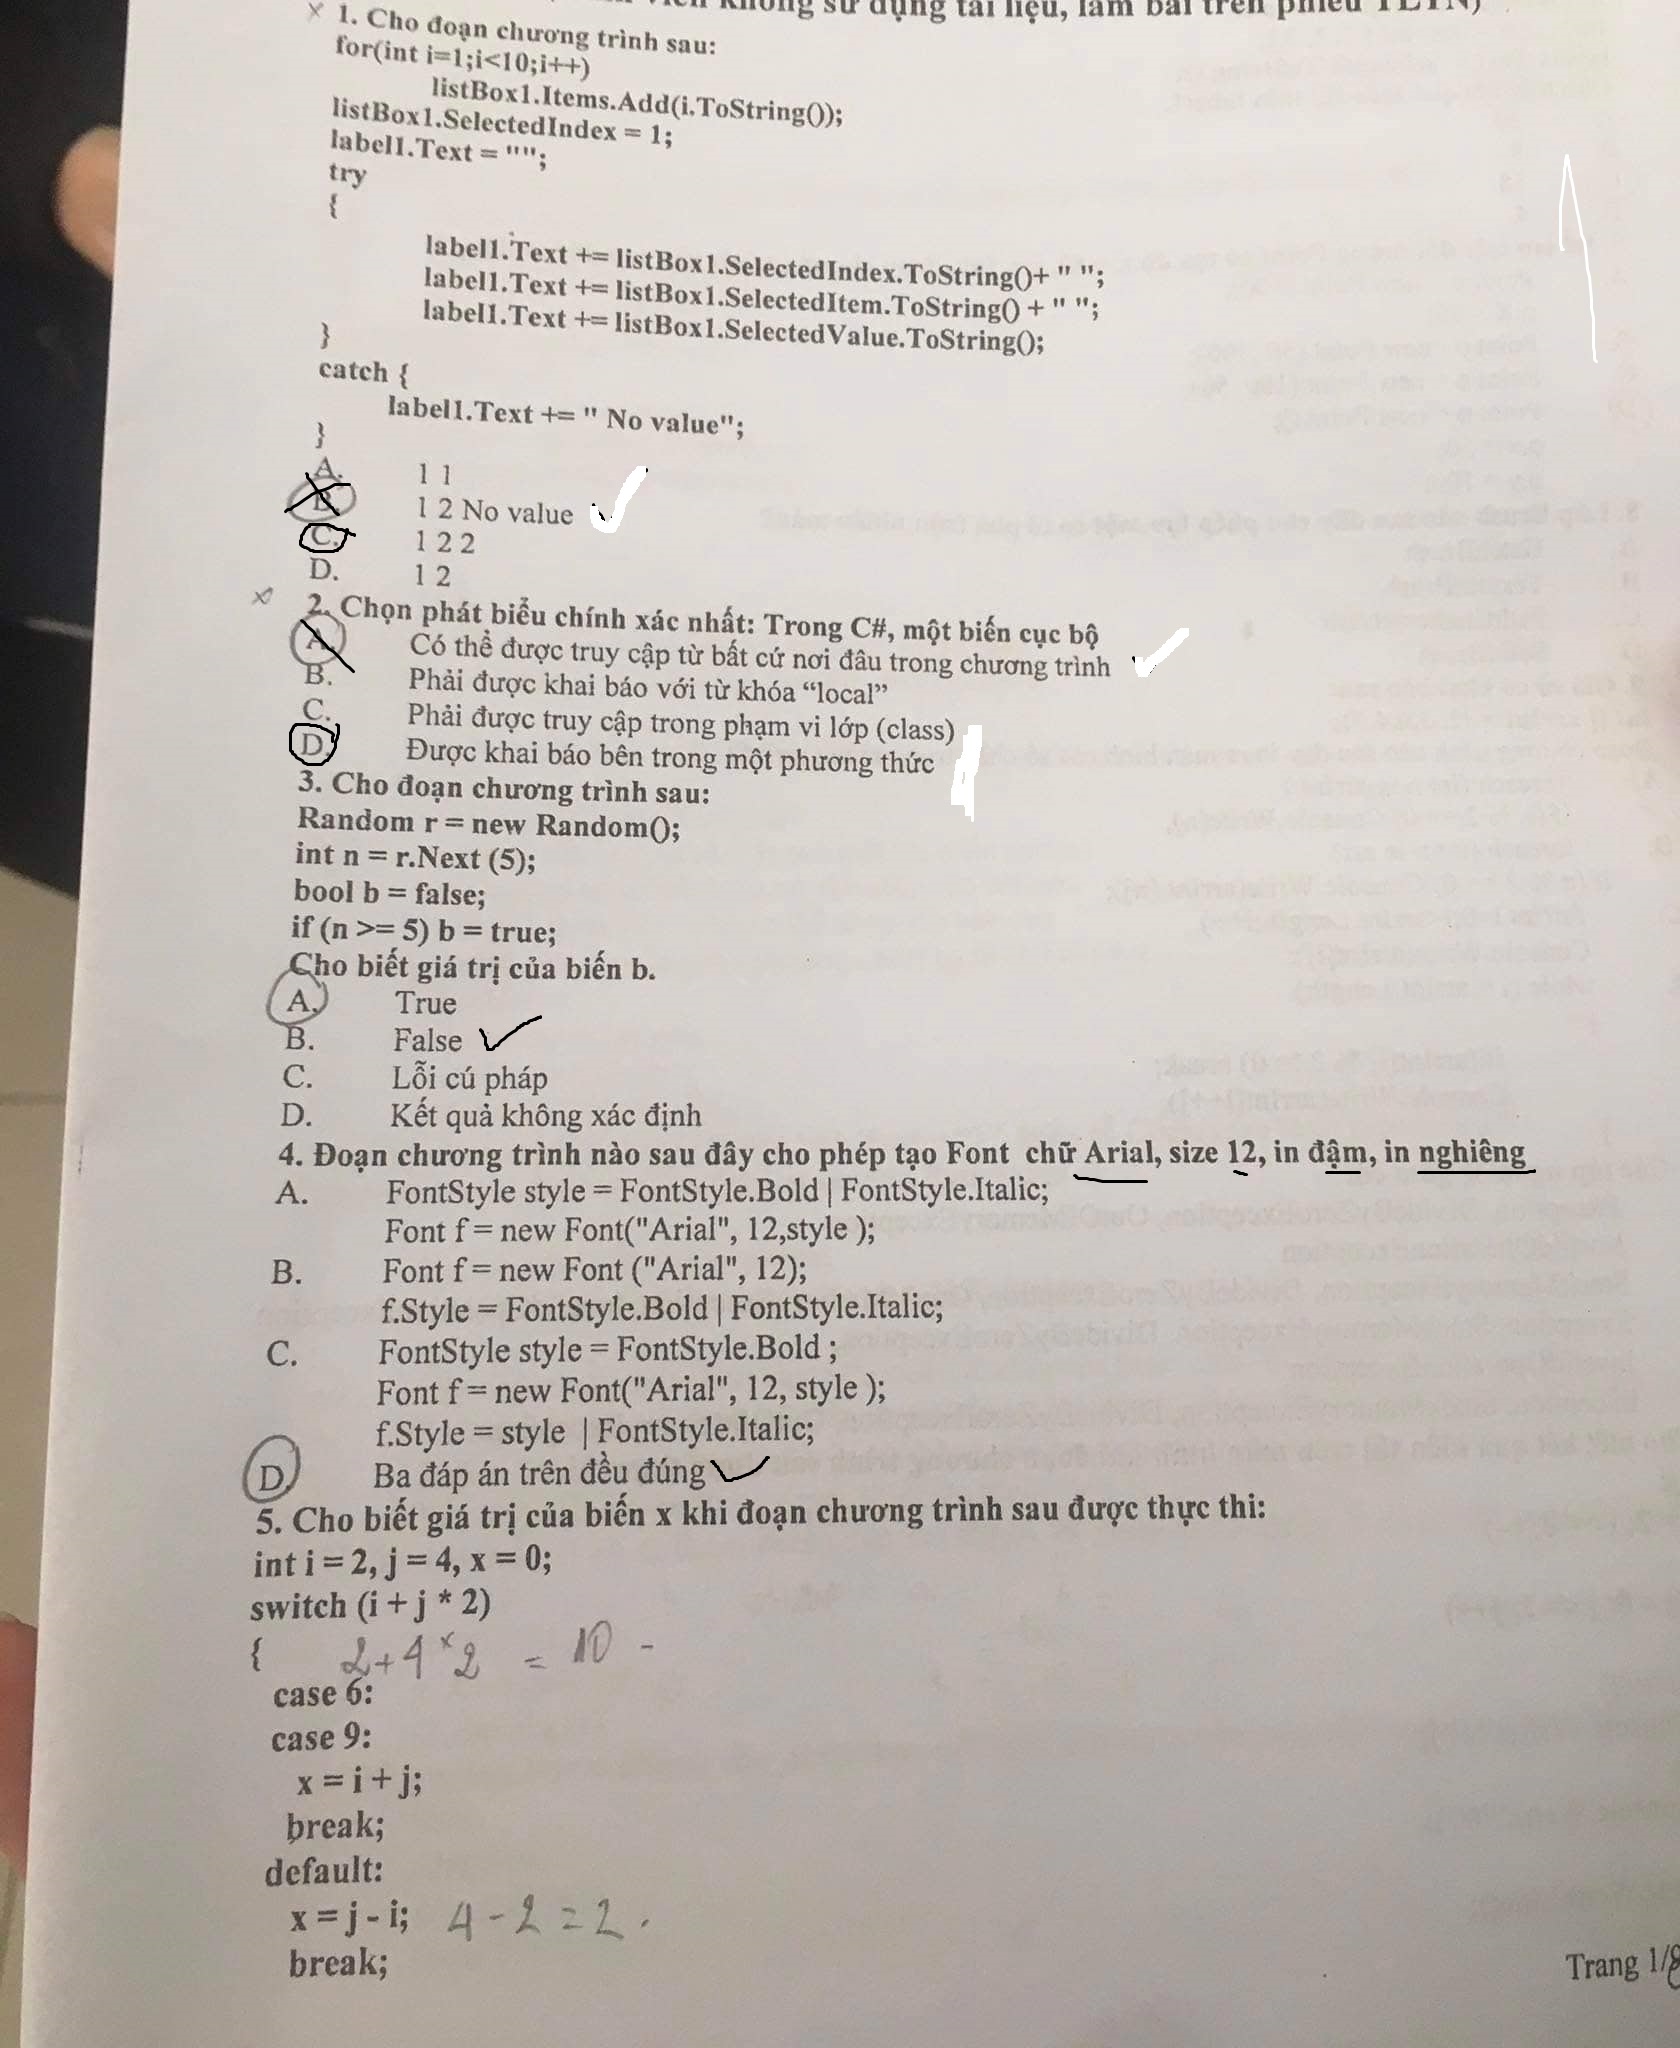 viên không sử dụng tài liệu, làm bài trên phiếu TLTN)
1. Cho đoạn chương trình sau:
for(int i=1;i<10;i++)
listBox1.Items.Add(i.ToString());
listBox1.SelectedIndex = 1;
label1.Text = "";
try
{
label1.Text += listBox1.SelectedIndex.ToString()+ " ";
label1.Text += listBox1.SelectedItem.ToString() + " ";
label1.Text += listBox1.SelectedValue.ToString();
}
catch {
label1.Text += " No value";
}
A. 1 1
B. 1 2 No value
C. 1 2 2
D. 1 2
2. Chọn phát biểu chính xác nhất: Trong C#, một biến cục bộ
A. Có thể được truy cập từ bất cứ nơi đâu trong chương trình
B. Phải được khai báo với từ khóa “local”
C. Phải được truy cập trong phạm vi lớp (class)
D. Được khai báo bên trong một phương thức
3. Cho đoạn chương trình sau:
Random r = new Random();
int n = r.Next (5);
bool b = false;
if (n >= 5) b = true;
Cho biết giá trị của biến b.
A. True
B. False
C. Lỗi cú pháp
D. Kết quả không xác định
4. Đoạn chương trình nào sau đây cho phép tạo Font chữ Arial, size 12, in đậm, in nghiêng
A. FontStyle style = FontStyle.Bold | FontStyle.Italic;
Font f = new Font("Arial", 12,style );
B. Font f = new Font ("Arial", 12);
f.Style = FontStyle.Bold | FontStyle.Italic;
C. FontStyle style = FontStyle.Bold ;
Font f = new Font("Arial", 12, style );
f.Style = style | FontStyle.Italic;
D. Ba đáp án trên đều đúng
5. Cho biết giá trị của biến x khi đoạn chương trình sau được thực thi:
int i = 2, j = 4, x = 0;
switch (i + j * 2)
{ 2+4*2 = 10 -
case 6:
case 9:
x = i + j;
break;
default:
x = j - i; 4 - 2 = 2.
break;
Trang 1/8